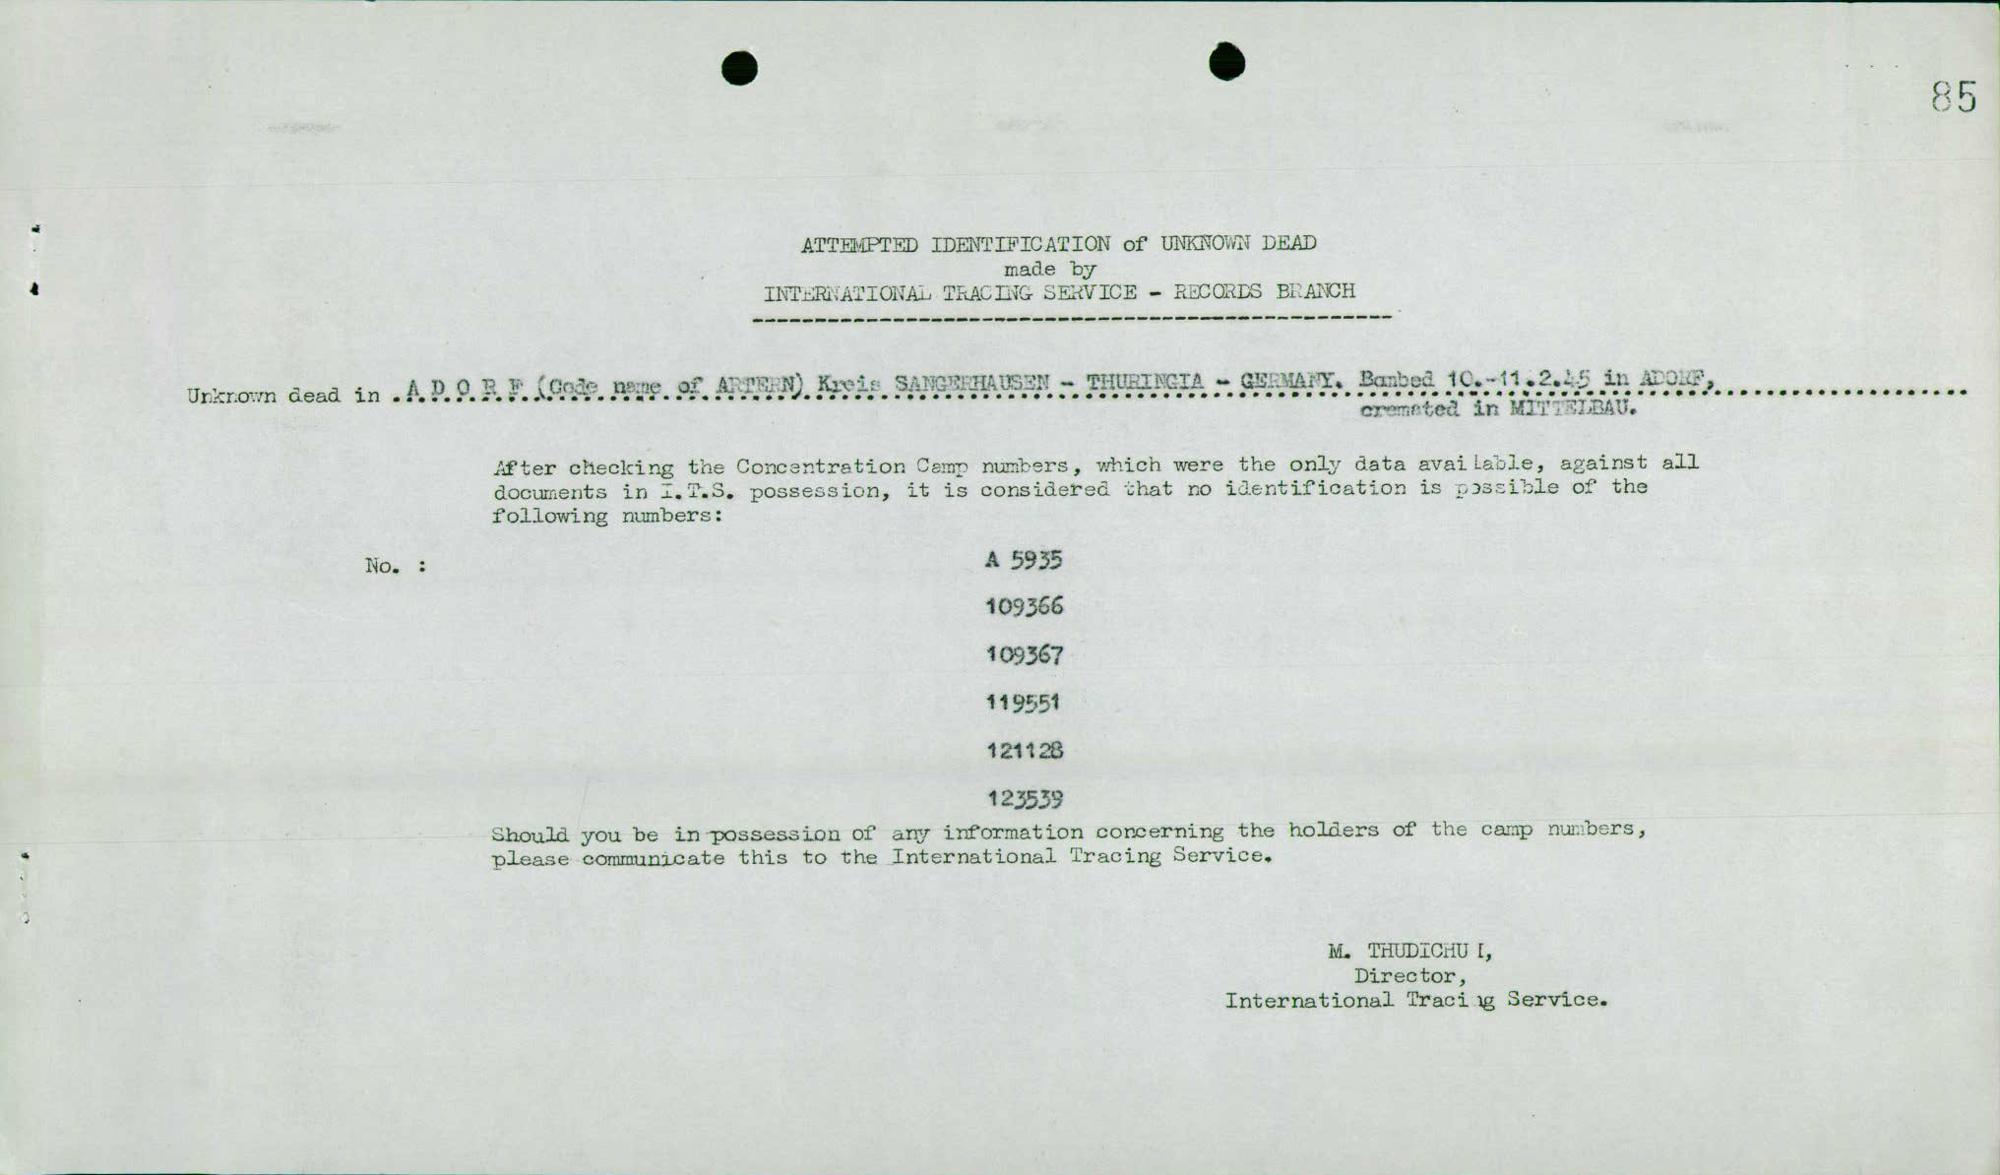 85
ATTEMPTED IDENTIFICATION of UNKNOWN DEAD
made by
INTERNATIONAL TRACING SERVICE - RECORDS BRANCH
Unknown dead in A D O R F (Code name of ARTERN) Kreis SANGERHAUSEN - THURINGIA - GERMANY. Bombed 10.-11.2.45 in ADORF,
cremated in MITTELBAU.
After checking the Concentration Camp numbers, which were the only data available, against all
documents in I.T.S. possession, it is considered that no identification is possible of the
following numbers:
No. : A 5935
109366
109367
119551
121128
123539
Should you be in possession of any information concerning the holders of the camp numbers,
please communicate this to the International Tracing Service.
M. THUDICHUM,
Director,
International Tracing Service.